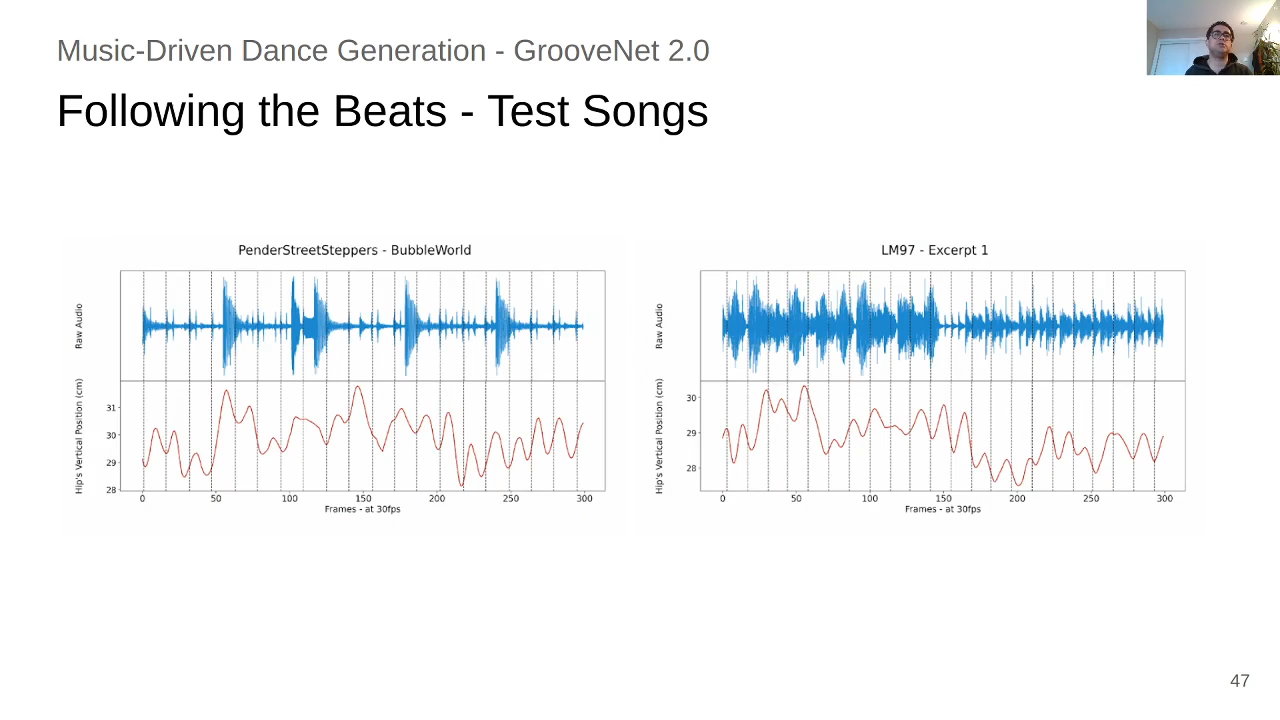 Music-Driven Dance Generation - GrooveNet 2.0
Following the Beats - Test Songs
PenderStreetSteppers - BubbleWorld
Raw Audio
Hip's Vertical Position (cm)
31
30
29
28
0 50 100 150 200 250 300
Frames - at 30fps
LM97 - Excerpt 1
Raw Audio
Hip's Vertical Position (cm)
30
29
28
0 50 100 150 200 250 300
Frames - at 30fps
47